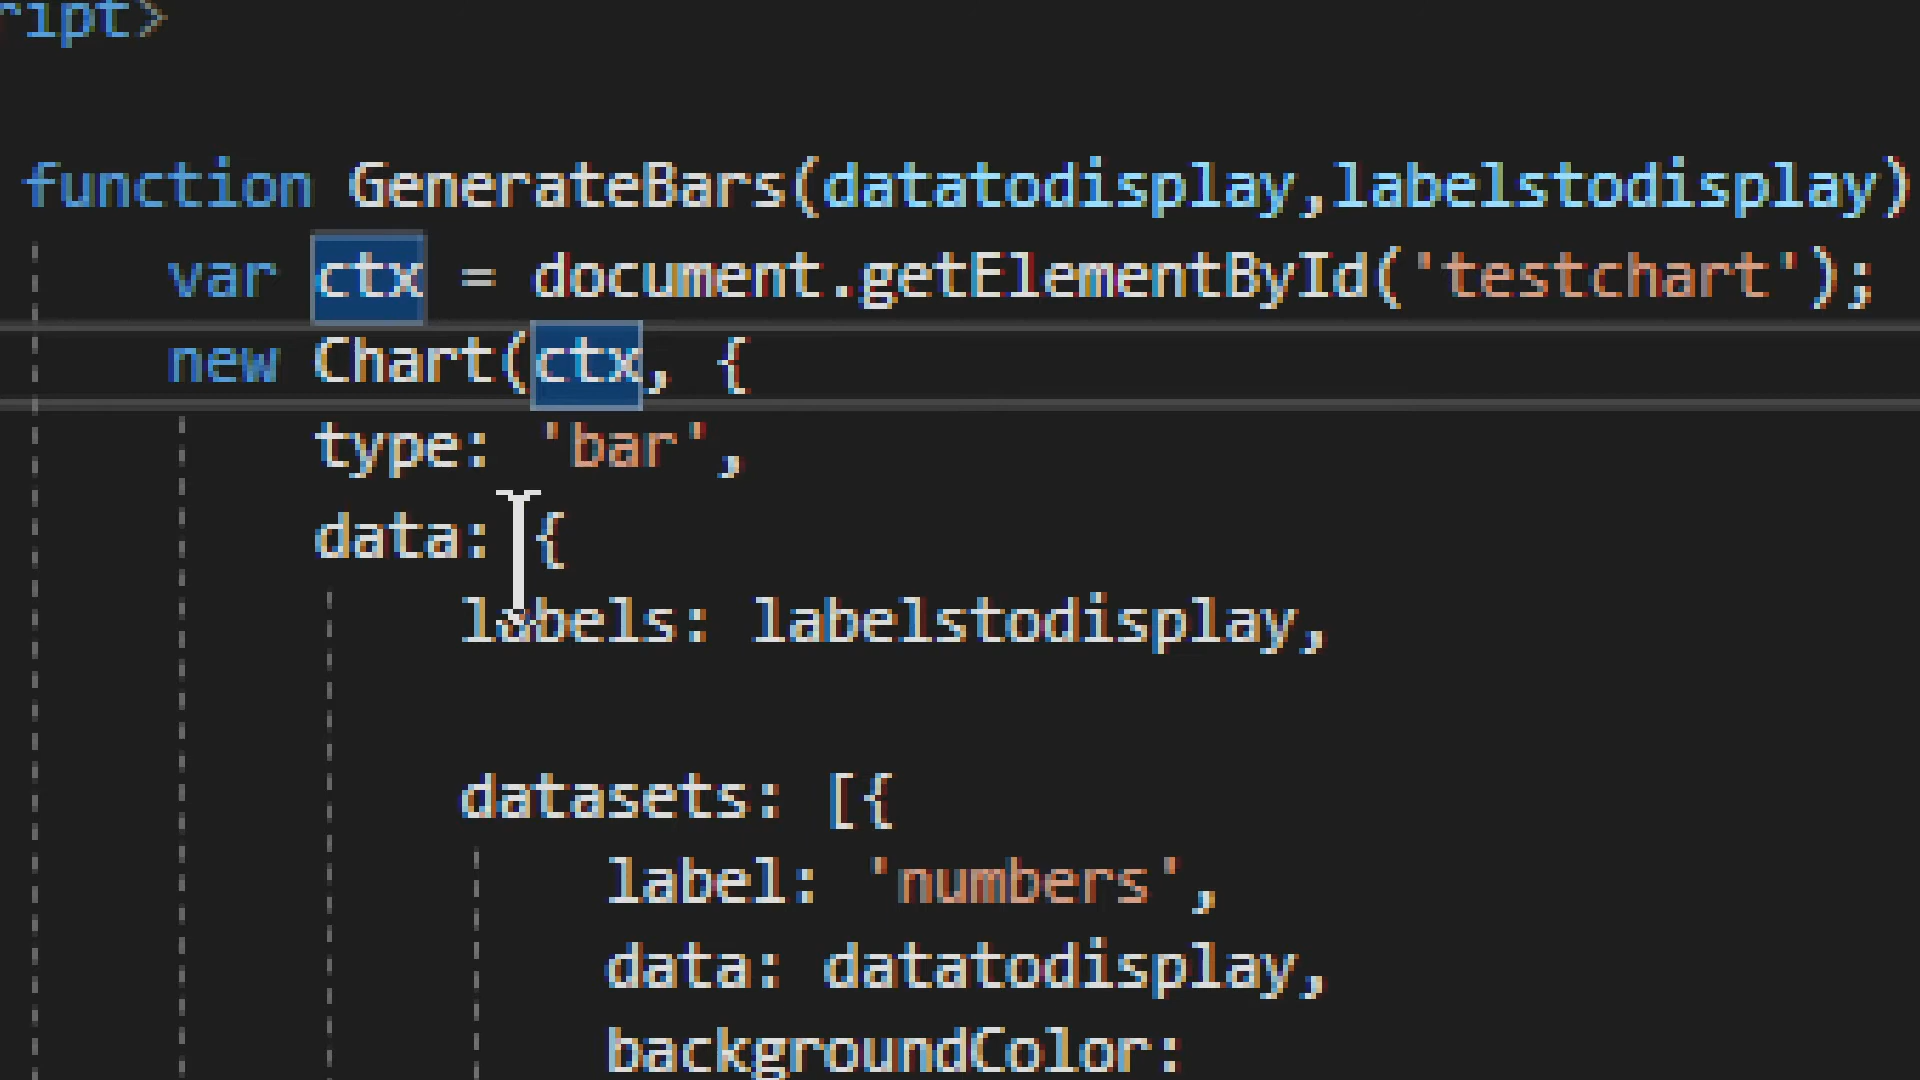 ript>
function GenerateBars(datatodisplay,labelstodisplay)
var ctx = document.getElementById('testchart');
new Chart(ctx, {
type: 'bar',
data: {
labels: labelstodisplay,
datasets: [{
label: 'numbers',
data: datatodisplay,
backgroundColor: